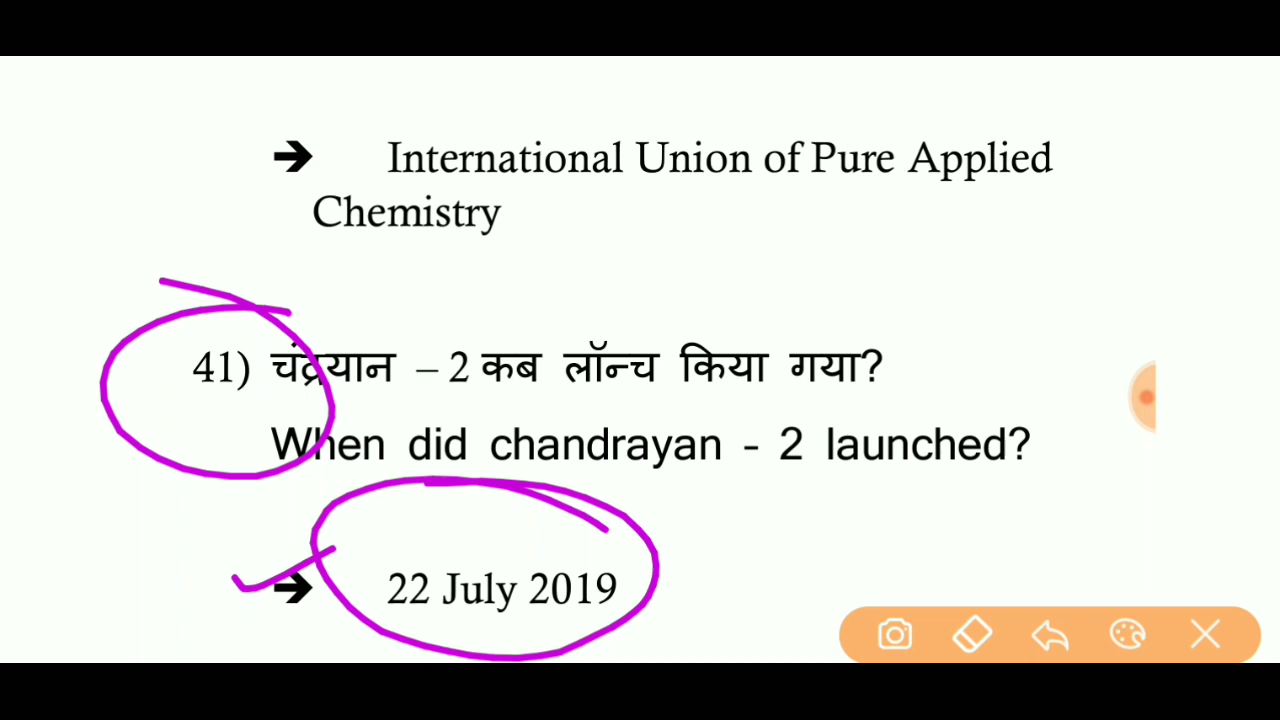 ➔ International Union of Pure Applied
Chemistry
41) चंद्रयान – 2 कब लॉन्च किया गया?
When did chandrayan - 2 launched?
➔ 22 July 2019